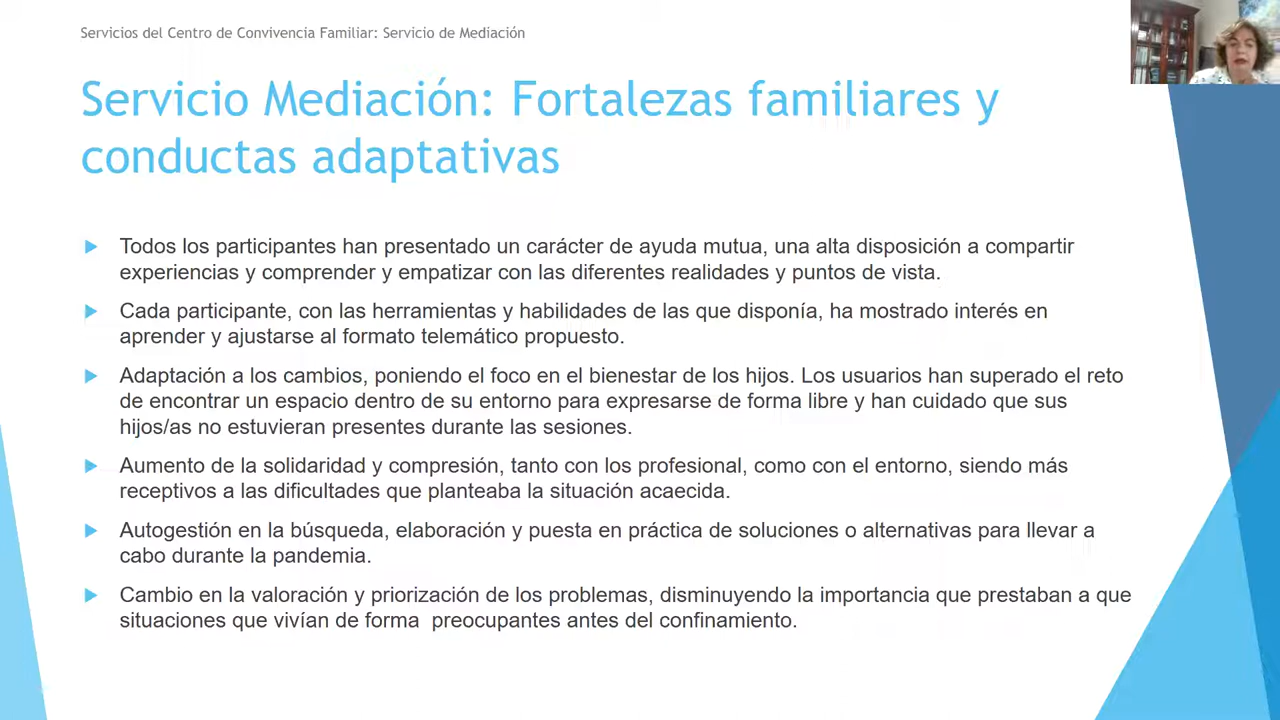 Servicios del Centro de Convivencia Familiar: Servicio de Mediación
Servicio Mediación: Fortalezas familiares y
conductas adaptativas
Todos los participantes han presentado un carácter de ayuda mutua, una alta disposición a compartir
experiencias y comprender y empatizar con las diferentes realidades y puntos de vista.
Cada participante, con las herramientas y habilidades de las que disponía, ha mostrado interés en
aprender y ajustarse al formato telemático propuesto.
Adaptación a los cambios, poniendo el foco en el bienestar de los hijos. Los usuarios han superado el reto
de encontrar un espacio dentro de su entorno para expresarse de forma libre y han cuidado que sus
hijos/as no estuvieran presentes durante las sesiones.
Aumento de la solidaridad y compresión, tanto con los profesional, como con el entorno, siendo más
receptivos a las dificultades que planteaba la situación acaecida.
Autogestión en la búsqueda, elaboración y puesta en práctica de soluciones o alternativas para llevar a
cabo durante la pandemia.
Cambio en la valoración y priorización de los problemas, disminuyendo la importancia que prestaban a que
situaciones que vivían de forma  preocupantes antes del confinamiento.